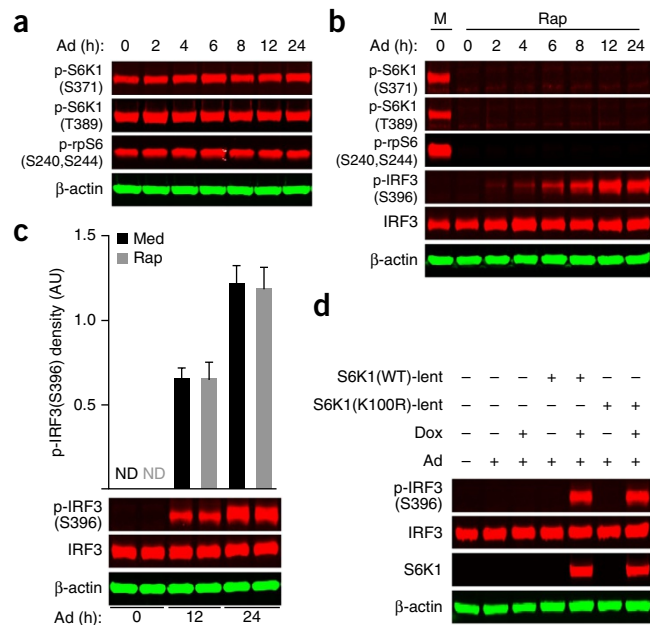 a
Ad (h): 0 2 4 6 8 12 24
p-S6K1
(S371)
p-S6K1
(T389)
p-rpS6
(S240,S244)
β-actin
b
M Rap
Ad (h): 0 0 2 4 6 8 12 24
p-S6K1
(S371)
p-S6K1
(T389)
p-rpS6
(S240,S244)
p-IRF3
(S396)
IRF3
β-actin
c
p-IRF3(S396) density (AU)
1.5
1.0
0.5
Med
Rap
ND ND
p-IRF3
(S396)
IRF3
β-actin
Ad (h): 0 12 24
d
S6K1(WT)-lent – – – + + – –
S6K1(K100R)-lent – – – – – + +
Dox – – + – + – +
Ad – + + + + + +
p-IRF3
(S396)
IRF3
S6K1
β-actin